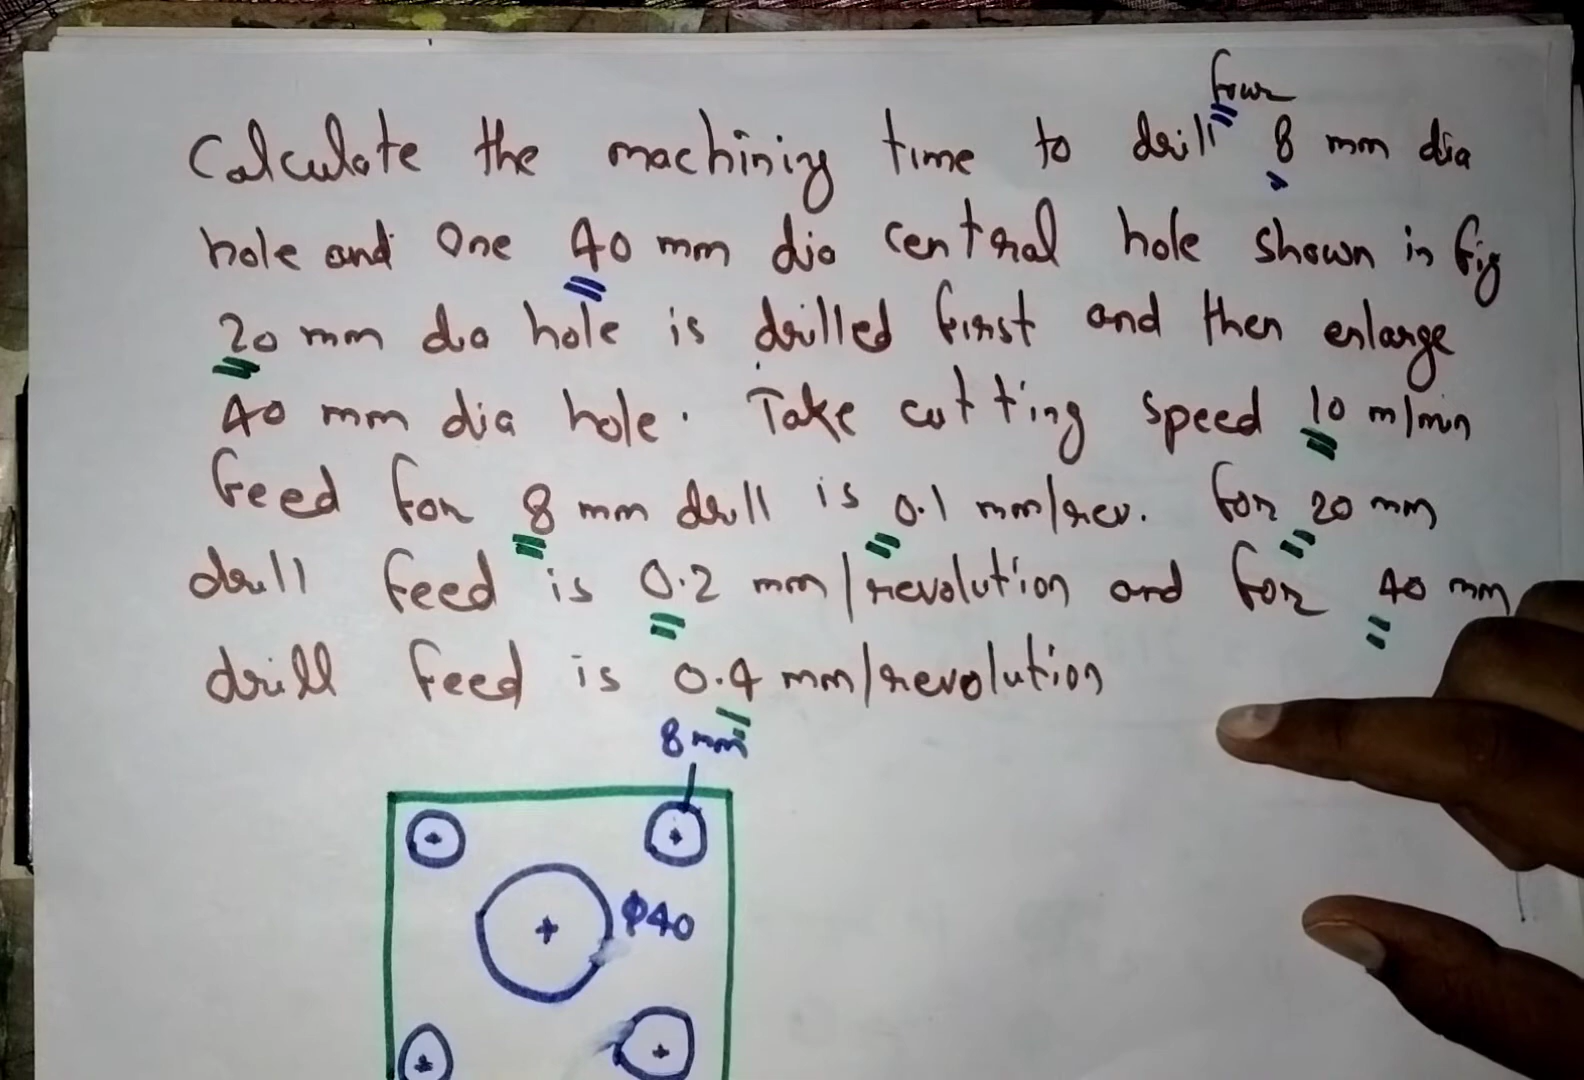 four
Calculate the machining time to drill 8 mm dia
hole and One 40 mm dia central hole shown in fig
20 mm dia hole is drilled first and then enlarge
40 mm dia hole. Take cutting speed 10 m/min
feed for 8 mm drill is 0.1 mm/rev. for 20 mm
drill feed is 0.2 mm/revolution and for 40 mm
drill feed is 0.4 mm/revolution
8 mm
φ40